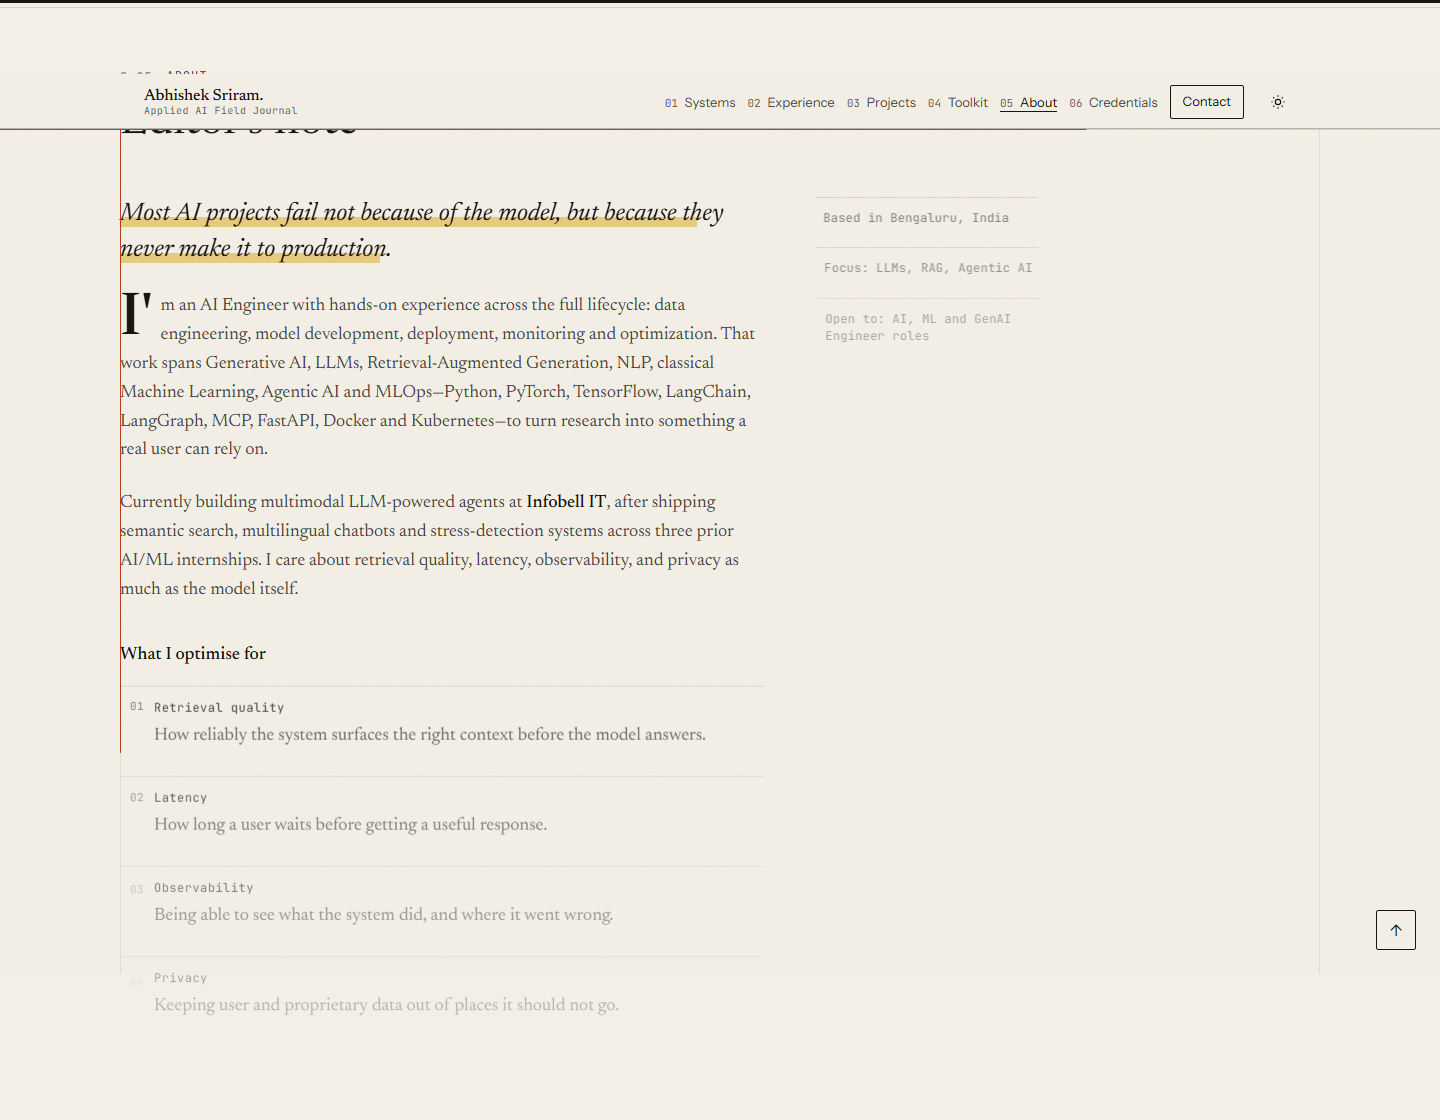 Abhishek Sriram.
Applied AI Field Journal
01 Systems 02 Experience 03 Projects 04 Toolkit 05 About 06 Credentials Contact
Editor's note
Most AI projects fail not because of the model, but because they
never make it to production.
I'm an AI Engineer with hands-on experience across the full lifecycle: data
engineering, model development, deployment, monitoring and optimization. That
work spans Generative AI, LLMs, Retrieval-Augmented Generation, NLP, classical
Machine Learning, Agentic AI and MLOps—Python, PyTorch, TensorFlow, LangChain,
LangGraph, MCP, FastAPI, Docker and Kubernetes—to turn research into something a
real user can rely on.
Currently building multimodal LLM-powered agents at Infobell IT, after shipping
semantic search, multilingual chatbots and stress-detection systems across three prior
AI/ML internships. I care about retrieval quality, latency, observability, and privacy as
much as the model itself.
What I optimise for
01 Retrieval quality
How reliably the system surfaces the right context before the model answers.
02 Latency
How long a user waits before getting a useful response.
03 Observability
Being able to see what the system did, and where it went wrong.
04 Privacy
Keeping user and proprietary data out of places it should not go.
Based in Bengaluru, India
Focus: LLMs, RAG, Agentic AI
Open to: AI, ML and GenAI
Engineer roles